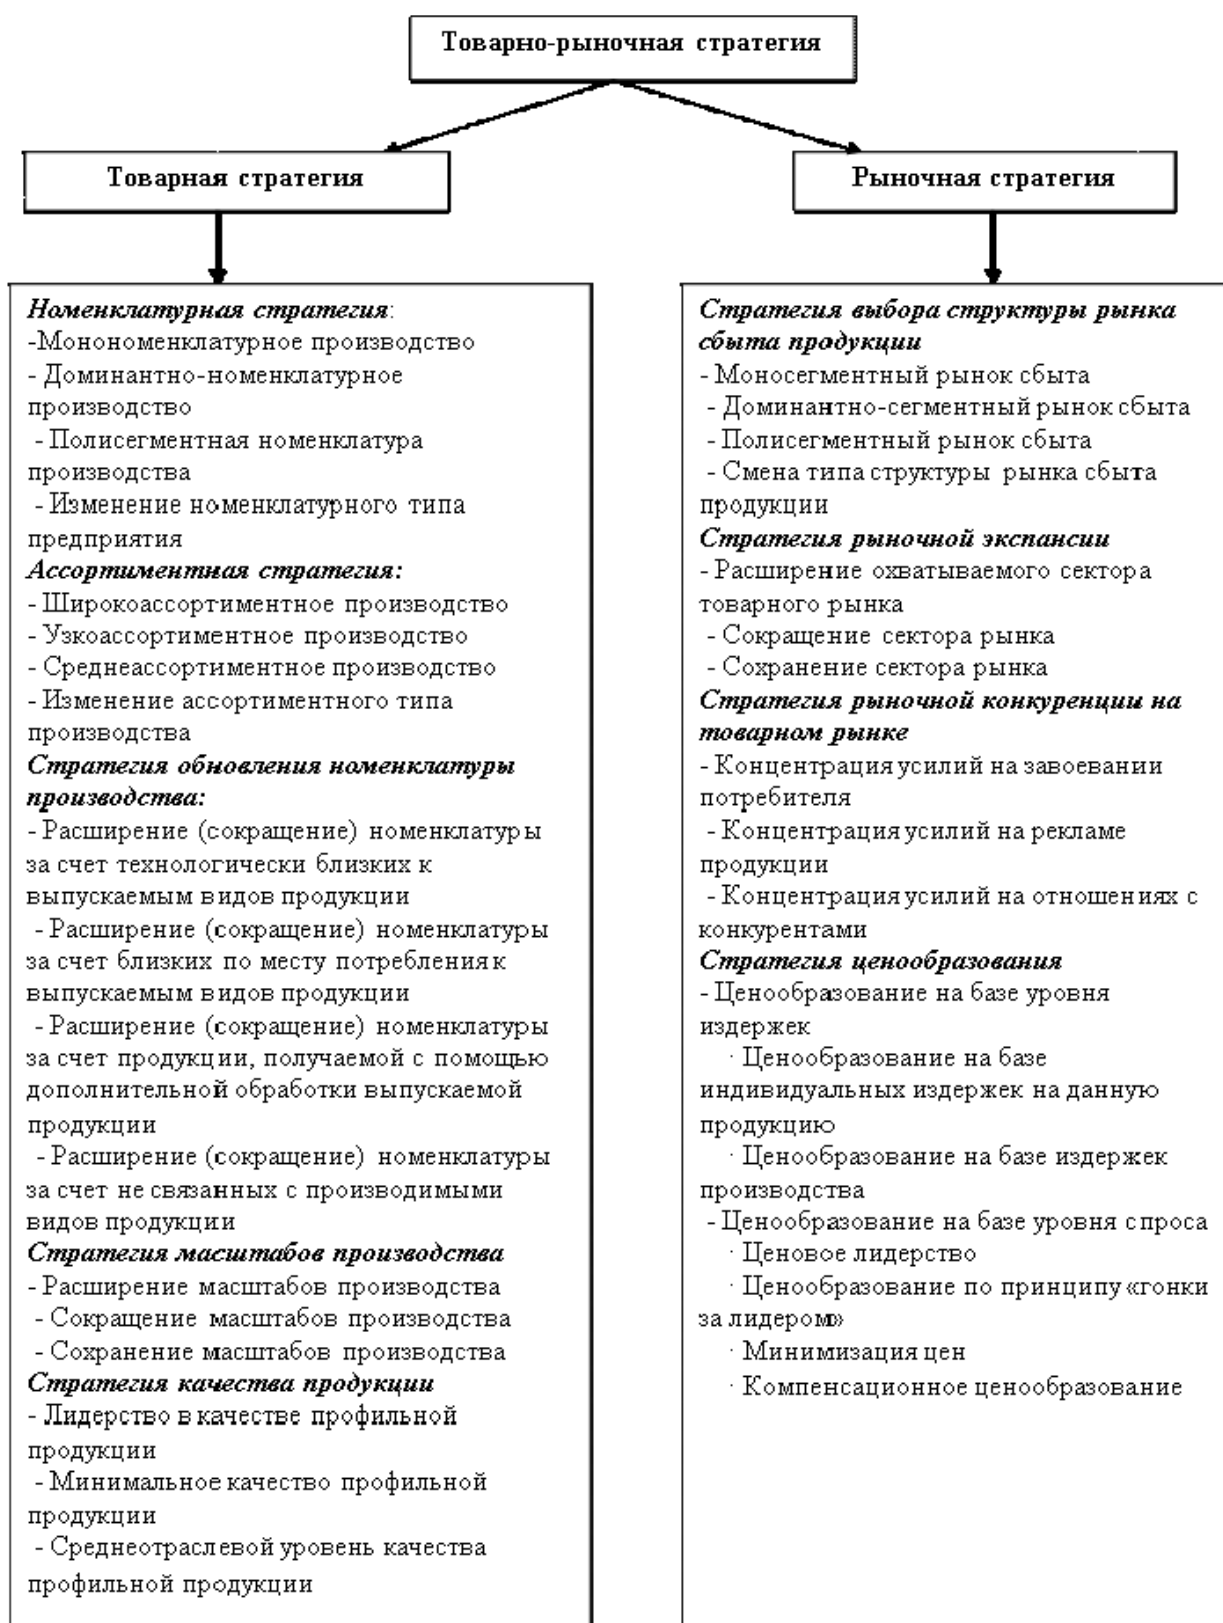 Товарно-рыночная стратегия
Товарная стратегия
Рыночная стратегия
Номенклатурная стратегия:
-Мономенклатурное производство
- Доминантно-номенклатурное
производство
- Полисегментная номенклатура
производства
- Изменение номенклатурного типа
предприятия
Ассортиментная стратегия:
- Широкоассортиментное производство
- Узкоассортиментное производство
- Среднеассортиментное производство
- Изменение ассортиментного типа
производства
Стратегия обновления номенклатуры
производства:
- Расширение (сокращение) номенклатуры
за счет технологически близких к
выпускаемым видов продукции
- Расширение (сокращение) номенклатуры
за счет близких по месту потребления к
выпускаемым видов продукции
- Расширение (сокращение) номенклатуры
за счет продукции, получаемой с помощью
дополнительной обработки выпускаемой
продукции
- Расширение (сокращение) номенклатуры
за счет не связанных с производимыми
видов продукции
Стратегия масштабов производства
- Расширение масштабов производства
- Сокращение масштабов производства
- Сохранение масштабов производства
Стратегия качества продукции
- Лидерство в качестве профильной
продукции
- Минимальное качество профильной
продукции
- Среднеотраслевой уровень качества
профильной продукции
Стратегия выбора структуры рынка
сбыта продукции
- Моносегментный рынок сбыта
- Доминантно-сегментный рынок сбыта
- Полисегментный рынок сбыта
- Смена типа структуры рынка сбыта
продукции
Стратегия рыночной экспансии
- Расширение охватываемого сектора
товарного рынка
- Сокращение сектора рынка
- Сохранение сектора рынка
Стратегия рыночной конкуренции на
товарном рынке
- Концентрация усилий на завоевании
потребителя
- Концентрация усилий на рекламе
продукции
- Концентрация усилий на отношениях с
конкурентами
Стратегия ценообразования
- Ценообразование на базе уровня
издержек
· Ценообразование на базе
индивидуальных издержек на данную
продукцию
· Ценообразование на базе издержек
производства
- Ценообразование на базе уровня спроса
· Ценовое лидерство
· Ценообразование по принципу «гонки
за лидером»
· Минимизация цен
· Компенсационное ценообразование